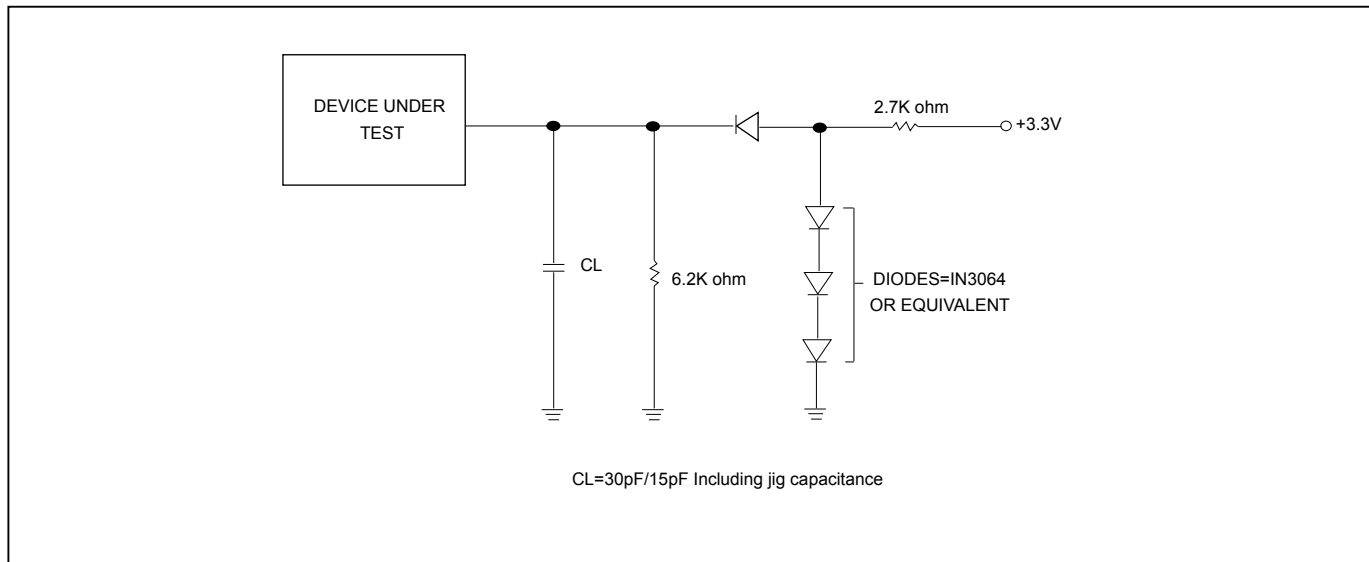 DEVICE UNDER
TEST
2.7K ohm
+3.3V
CL
6.2K ohm
DIODES=IN3064
OR EQUIVALENT
CL=30pF/15pF Including jig capacitance